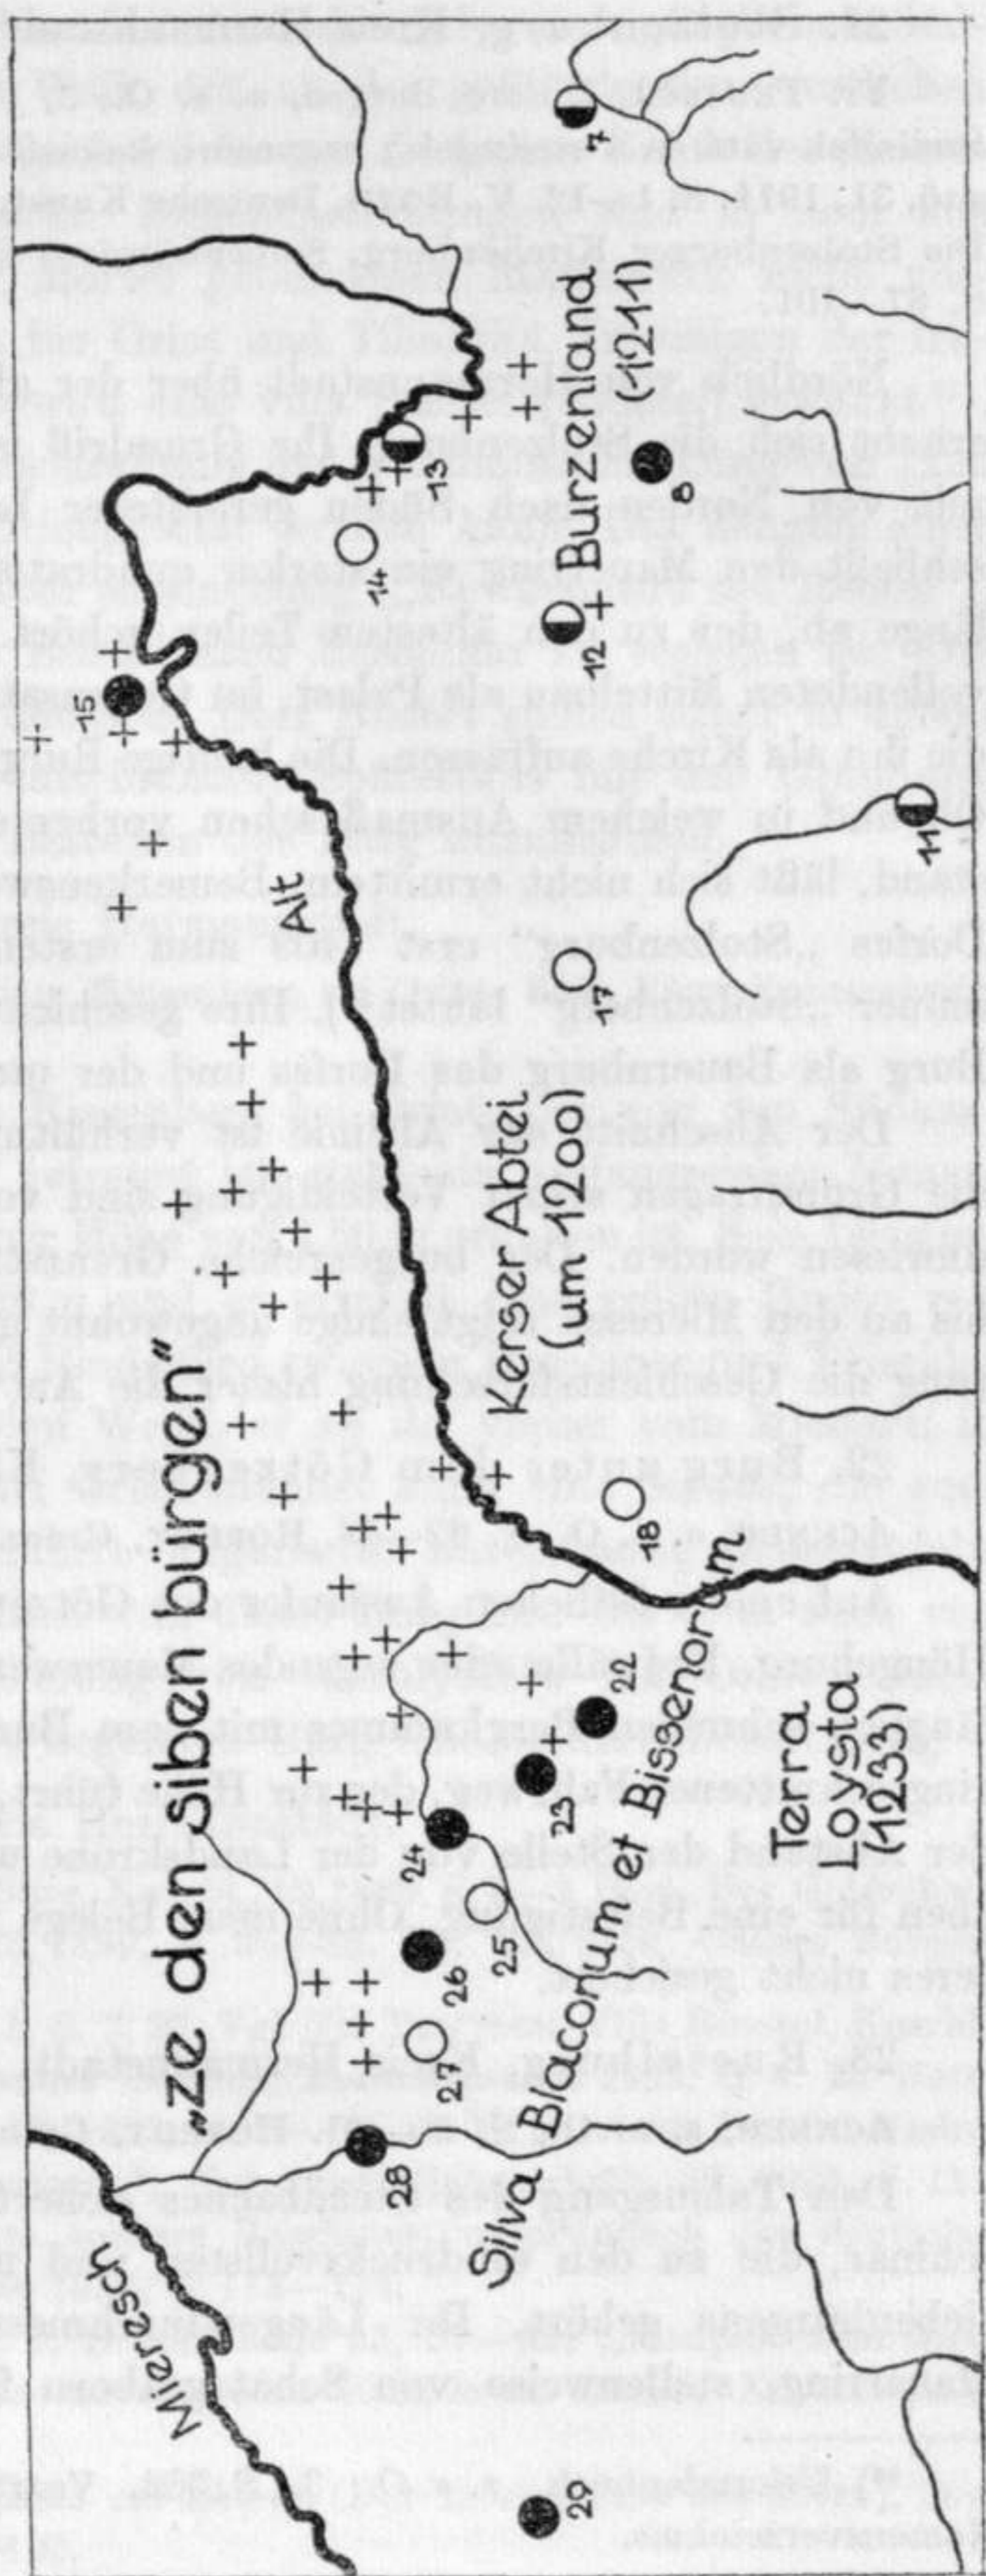 „ze den siben bürgen"
Mieresch
Alt
Burzenland
(1211)
Kerser Abtei
(um 1200)
Silva Blaconum et Bissenorum
Terra
Loysta
(1233)
7
8
11
12
13
14
15
17
18
22
23
24
25
26
27
28
29